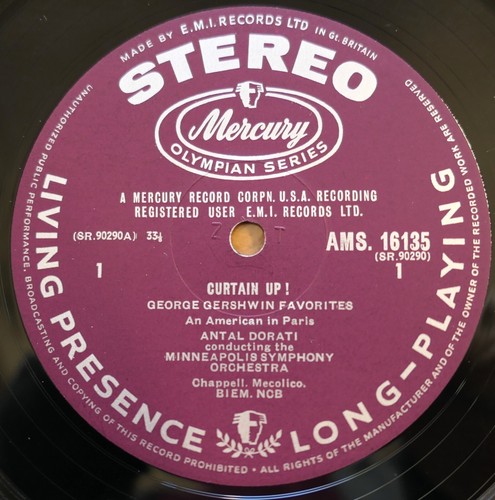 MADE BY E.M.I. RECORDS LTD IN Gt. BRITAIN
STEREO
Mercury
OLYMPIAN SERIES
A MERCURY RECORD CORPN. U.S.A. RECORDING
REGISTERED USER E.M.I. RECORDS LTD.
(SR.90290A) 33⅓
AMS. 16135
(SR.90290)
1
1
CURTAIN UP!
GEORGE GERSHWIN FAVORITES
An American in Paris
ANTAL DORATI
conducting the
MINNEAPOLIS SYMPHONY
ORCHESTRA
Chappell. Mecolico.
BIEM. NCB
LIVING PRESENCE
LONG-PLAYING
UNAUTHORIZED PUBLIC PERFORMANCE, BROADCASTING AND COPYING OF THIS RECORD PROHIBITED • ALL RIGHTS OF THE MANUFACTURER AND OF THE OWNER OF THE RECORDED WORK ARE RESERVED